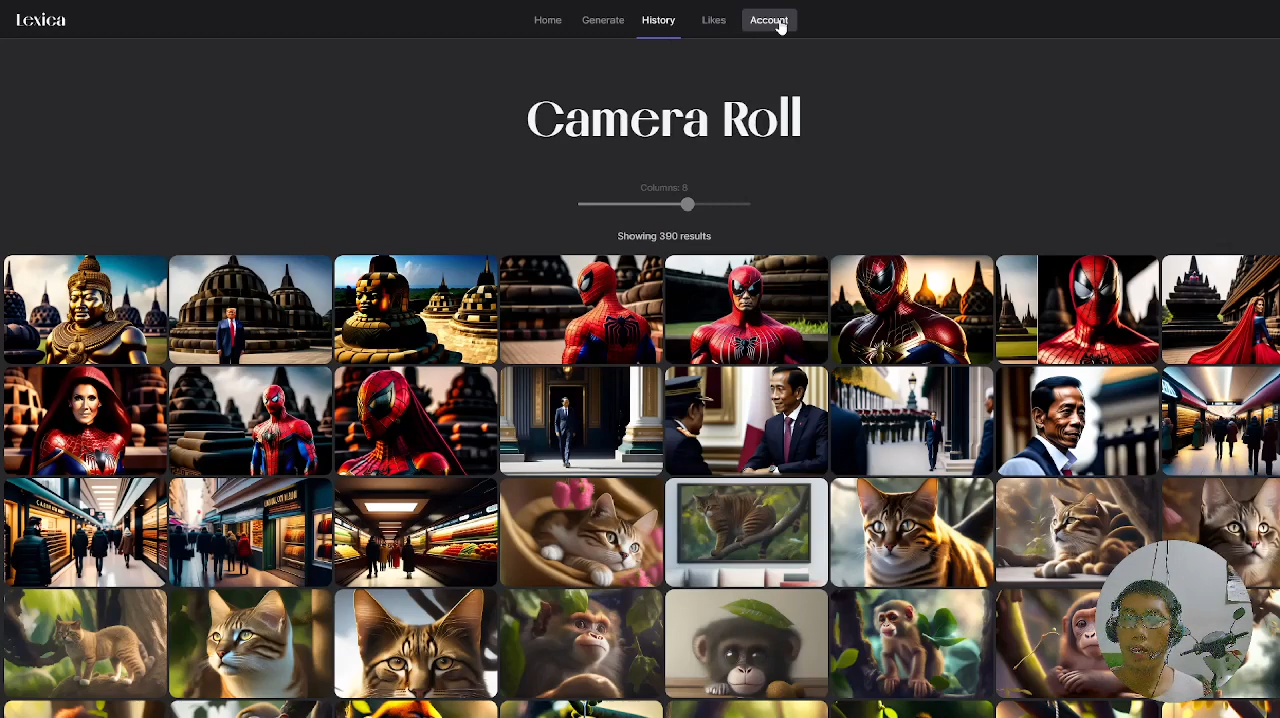 Lexica
Home Generate History Likes Account
Camera Roll
Columns: 8
Showing 390 results